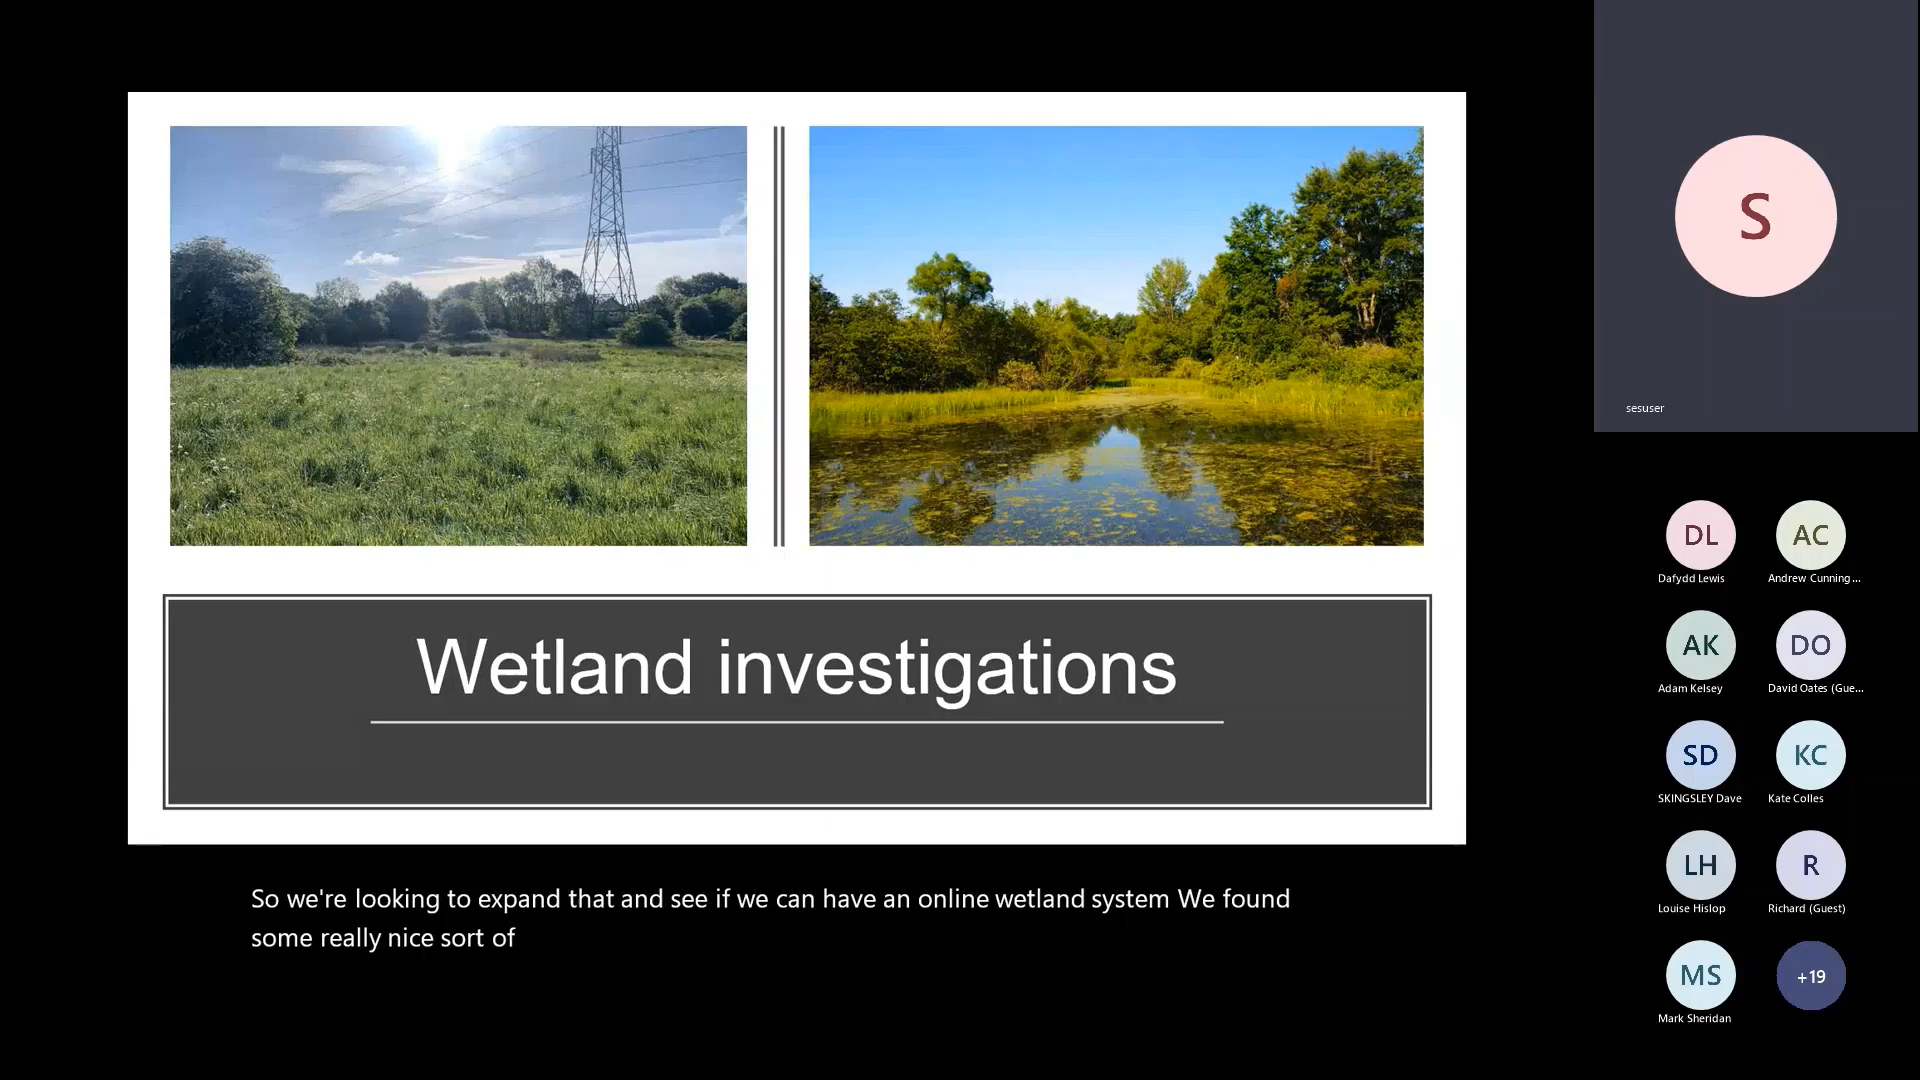 Wetland investigations
So we're looking to expand that and see if we can have an online wetland system We found
some really nice sort of
S
sesuser
DL
AC
Dafydd Lewis
Andrew Cunning...
AK
DO
Adam Kelsey
David Oates (Gue...
SD
KC
SKINGSLEY Dave
Kate Colles
LH
R
Louise Hislop
Richard (Guest)
MS
+19
Mark Sheridan